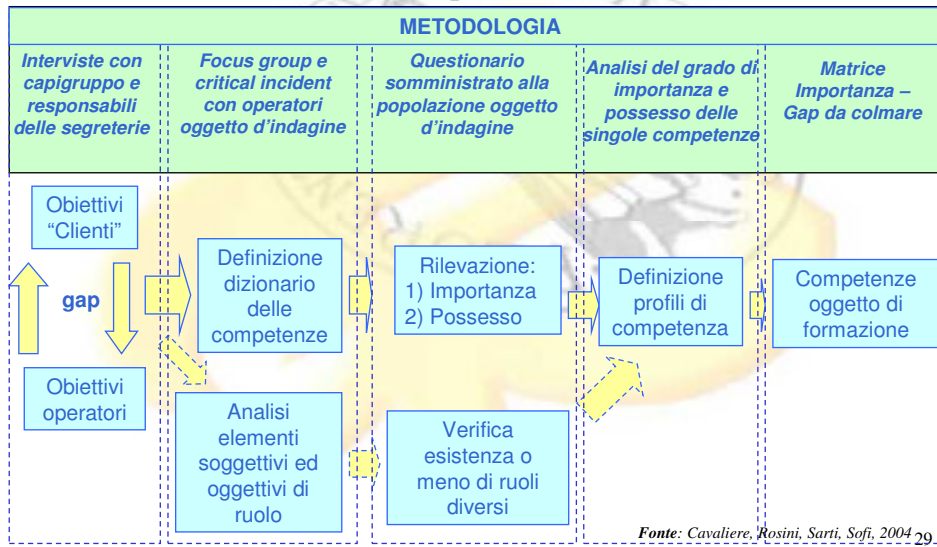 METODOLOGIA
Interviste con
capigruppo e
responsabili
delle segreterie
Focus group e
critical incident
con operatori
oggetto d'indagine
Questionario
somministrato alla
popolazione oggetto
d'indagine
Analisi del grado di
importanza e
possesso delle
singole competenze
Matrice
Importanza –
Gap da colmare
Obiettivi
"Clienti"
gap
Obiettivi
operatori
Definizione
dizionario
delle
competenze
Analisi
elementi
soggettivi ed
oggettivi di
ruolo
Rilevazione:
1) Importanza
2) Possesso
Verifica
esistenza o
meno di ruoli
diversi
Definizione
profili di
competenza
Competenze
oggetto di
formazione
Fonte: Cavaliere, Rosini, Sarti, Sofi, 2004
29